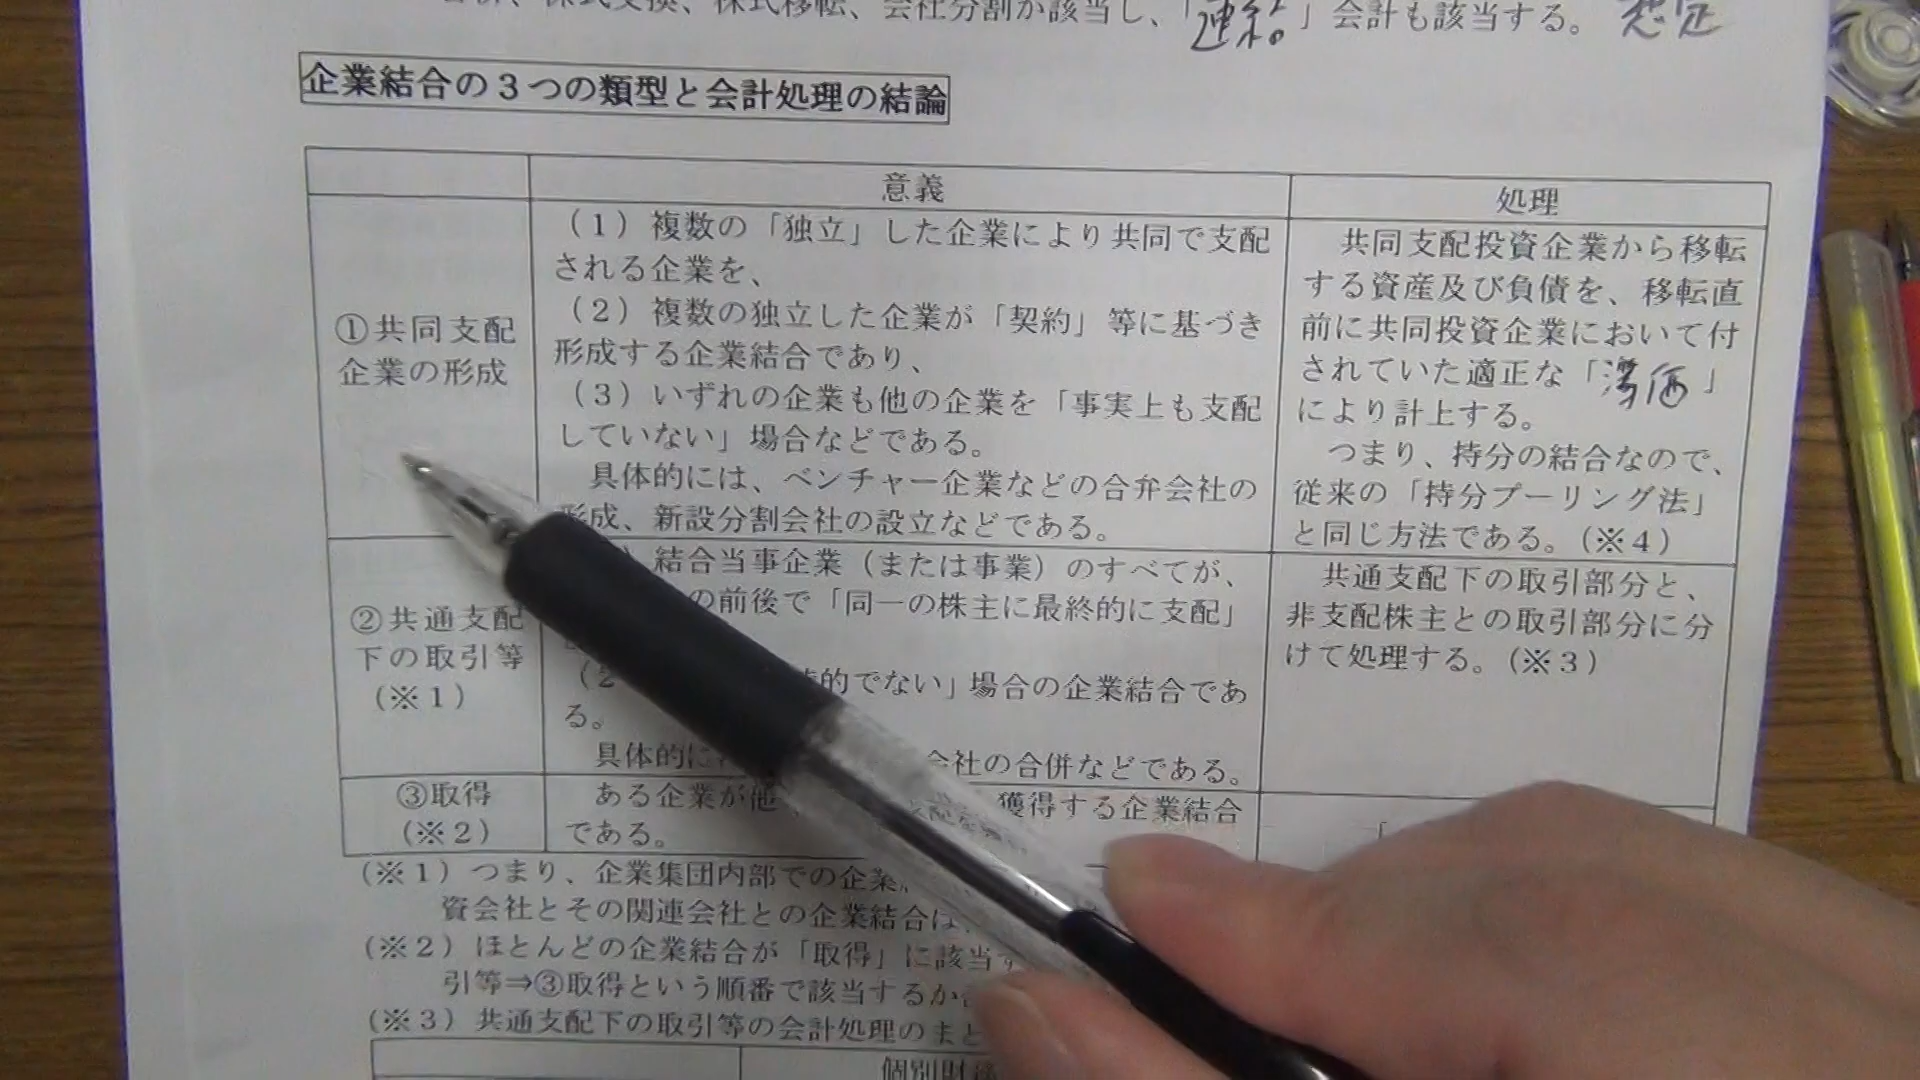 、株式交換、株式移転、会社分割が該当し、「連結」会計も該当する。
企業結合の3つの類型と会計処理の結論
意義
処理
①共同支配
企業の形成
(1)複数の「独立」した企業により共同で支配
される企業を、
(2)複数の独立した企業が「契約」等に基づき
形成する企業結合であり、
(3)いずれの企業も他の企業を「事実上も支配
していない」場合などである。
具体的には、ベンチャー企業などの合弁会社の
形成、新設分割会社の設立などである。
共同支配投資企業から移転
する資産及び負債を、移転直
前に共同投資企業において付
されていた適正な「簿価」
により計上する。
つまり、持分の結合なので、
従来の「持分プーリング法」
と同じ方法である。(※4)
②共通支配
下の取引等
(※1)
結合当事企業(または事業)のすべてが、
の前後で「同一の株主に最終的に支配」
(2
的でない」場合の企業結合であ
る。
具体的に
会社の合併などである。
共通支配下の取引部分と、
非支配株主との取引部分に分
けて処理する。(※3)
③取得
(※2)
ある企業が他
獲得する企業結合
である。
「
(※1)つまり、企業集団内部での企業
資会社とその関連会社との企業結合は
(※2)ほとんどの企業結合が「取得」に該当す
引等⇒③取得という順番で該当するか
(※3)共通支配下の取引等の会計処理のまと
個別財